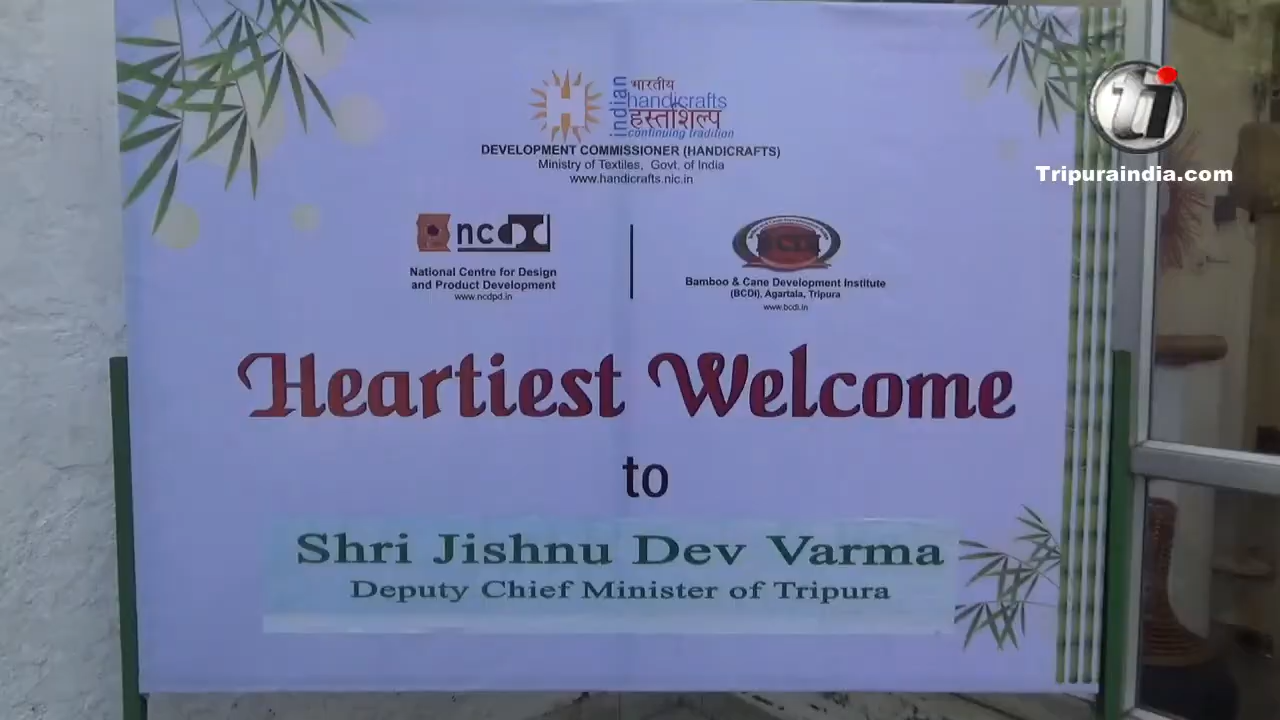 indian
भारतीय
handicrafts
हस्तशिल्प
continuing tradition
DEVELOPMENT COMMISSIONER (HANDICRAFTS)
Ministry of Textiles, Govt. of India
www.handicrafts.nic.in
ncd
National Centre for Design
and Product Development
www.ncdpd.in
BCDI
Bamboo & Cane Development Institute
(BCDI), Agartala, Tripura
www.bcdi.in
Heartiest Welcome
to
Shri Jishnu Dev Varma
Deputy Chief Minister of Tripura
ti
Tripuraindia.com